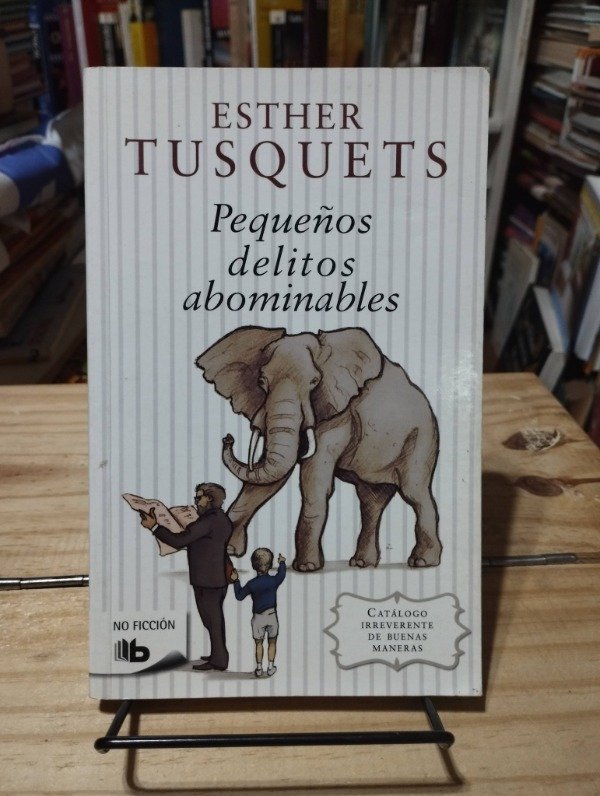 ESTHER
TUSQUETS
Pequeños
delitos
abominables
CATÁLOGO
IRREVERENTE
DE BUENAS
MANERAS
NO FICCIÓN
b